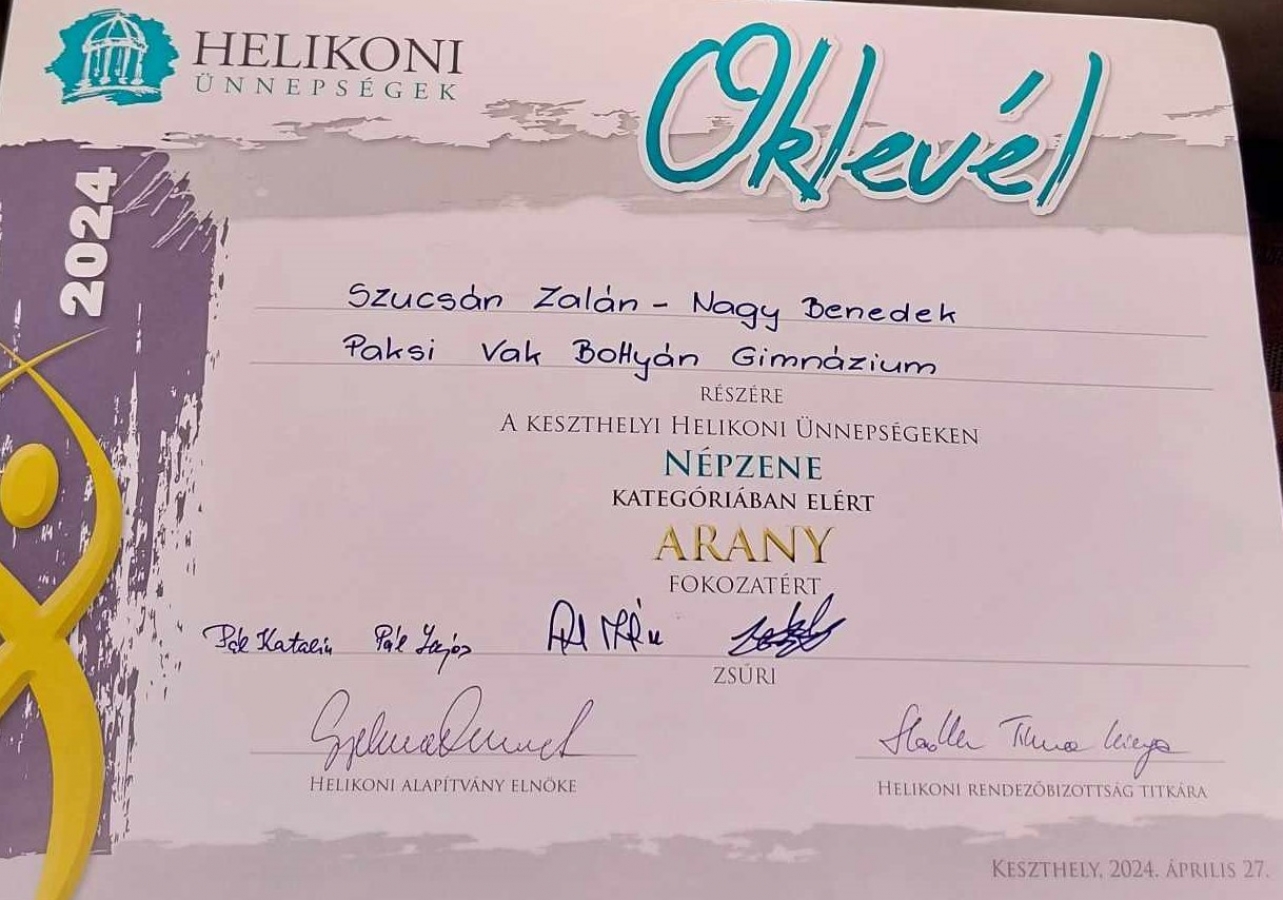 HELIKONI
ÜNNEPSÉGEK
Oklevél
2024
Szucsán Zalán - Nagy Benedek
Paksi Vak Bottyán Gimnázium
RÉSZÉRE
A KESZTHELYI HELIKONI ÜNNEPSÉGEKEN
NÉPZENE
KATEGÓRIÁBAN ELÉRT
ARANY
FOKOZATÉRT
Pál Katalin Pál Lajos
ZSŰRI
HELIKONI ALAPÍTVÁNY ELNÖKE
HELIKONI RENDEZŐBIZOTTSÁG TITKÁRA
KESZTHELY, 2024. ÁPRILIS 27.